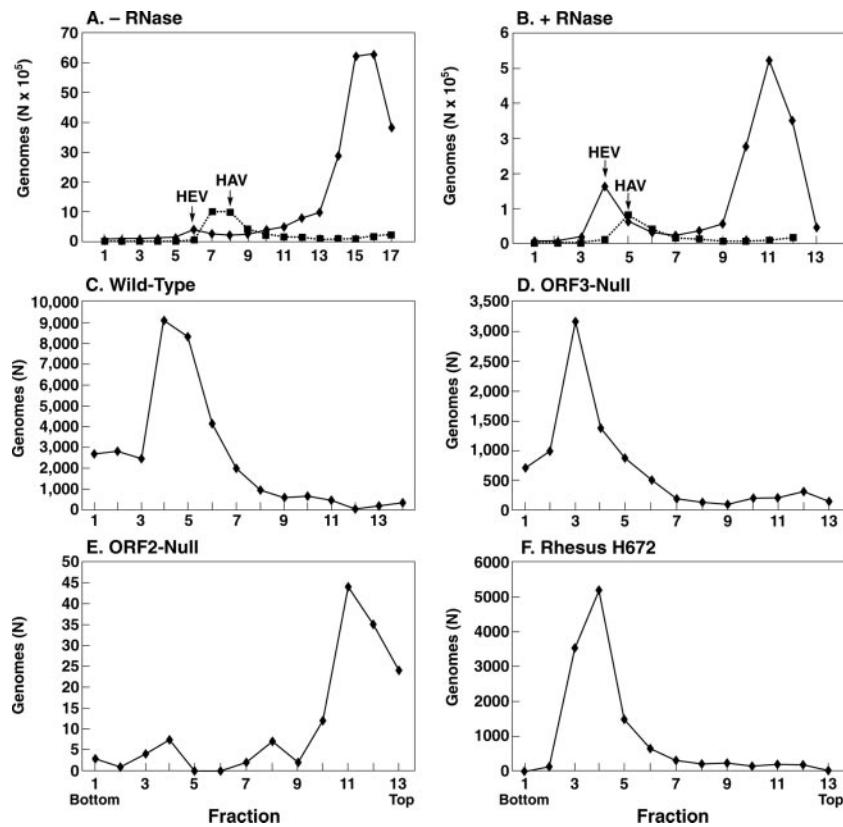 A. – RNase
Genomes (N x 10⁵)
70
60
50
40
30
20
10
0
HEV
HAV
1 3 5 7 9 11 13 15 17
B. + RNase
Genomes (N x 10⁵)
6
5
4
3
2
1
0
HEV
HAV
1 3 5 7 9 11 13
C. Wild-Type
Genomes (N)
10,000
9,000
8,000
7,000
6,000
5,000
4,000
3,000
2,000
1,000
0
1 3 5 7 9 11 13
D. ORF3-Null
Genomes (N)
3,500
3,000
2,500
2,000
1,500
1,000
500
0
1 3 5 7 9 11 13
E. ORF2-Null
Genomes (N)
50
45
40
35
30
25
20
15
10
5
0
1 3 5 7 9 11 13
Bottom Top
Fraction
F. Rhesus H672
Genomes (N)
6000
5000
4000
3000
2000
1000
0
1 3 5 7 9 11 13
Bottom Top
Fraction